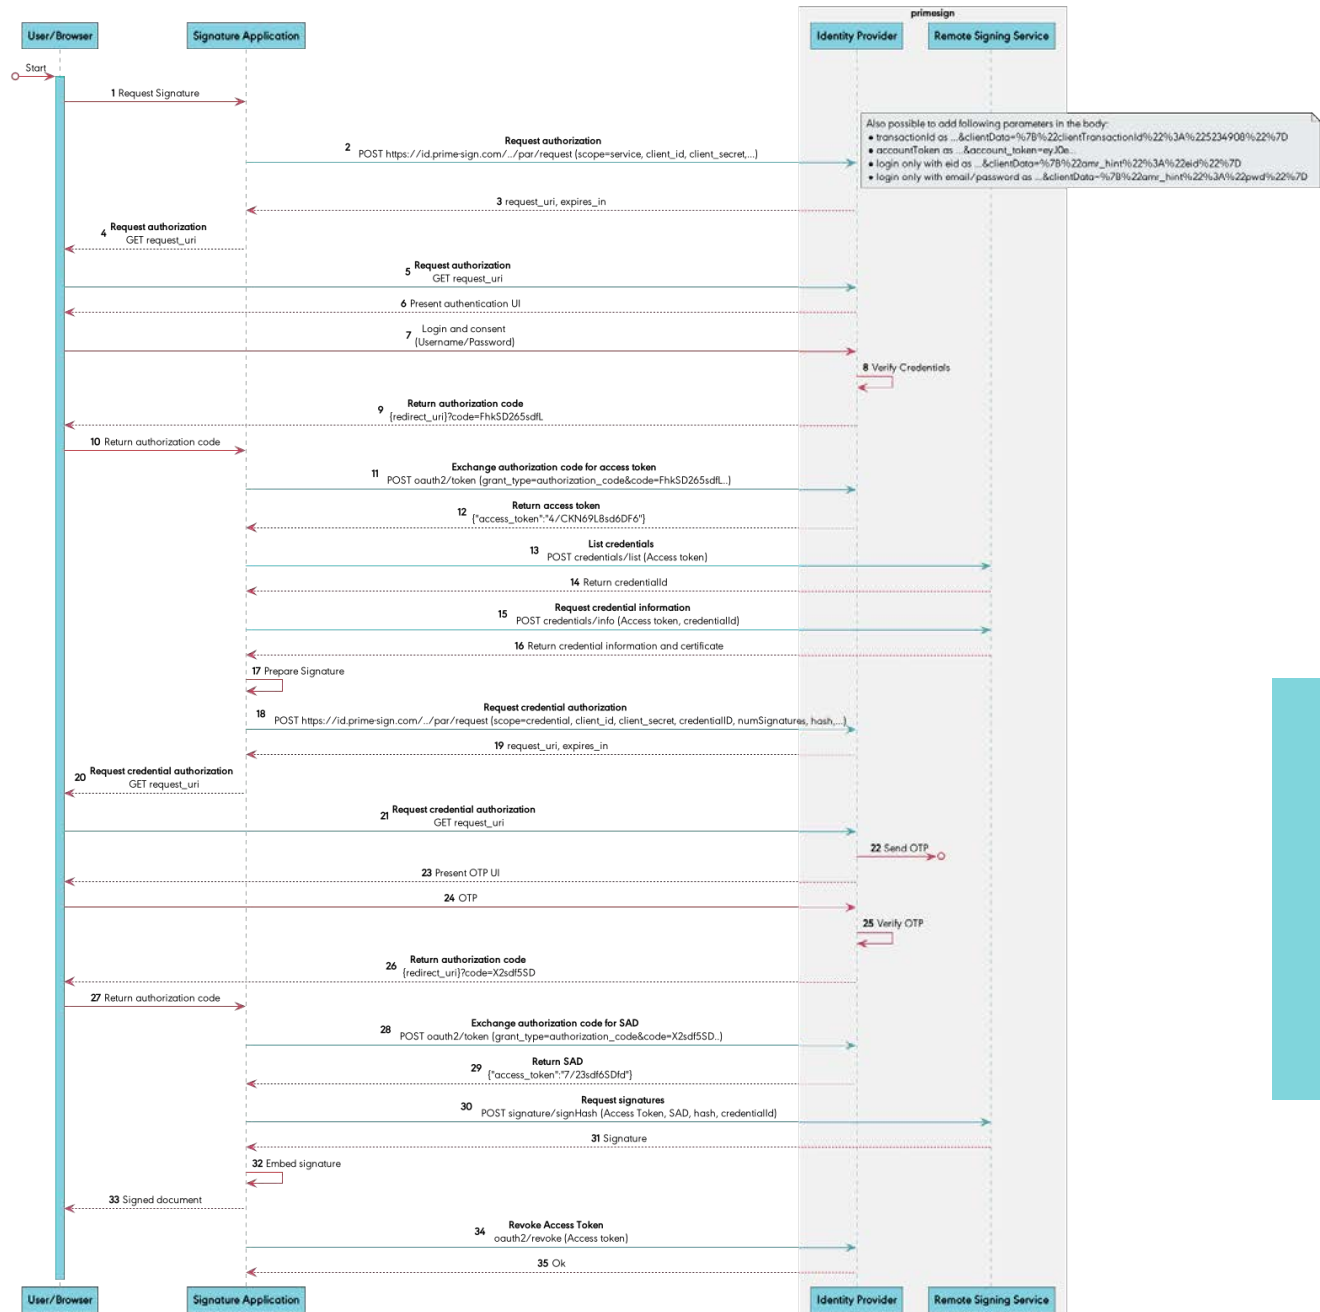 primesign
User/Browser
Signature Application
Identity Provider
Remote Signing Service
Start
1 Request Signature
Also possible to add following parameters in the body:
• transactionId as ...&clientData=%7B%22clientTransactionId%22%3A%225234908%22%7D
• accountToken as ...&account_token=eyJ0e...
• login only with eid as ...&clientData=%7B%22amr_hint%22%3A%22eid%22%7D
• login only with email/password as ...&clientData=%7B%22amr_hint%22%3A%22pwd%22%7D
2 Request authorization
POST https://id.prime-sign.com/../par/request (scope=service, client_id, client_secret,...)
3 request_uri, expires_in
4 Request authorization
GET request_uri
5 Request authorization
GET request_uri
6 Present authentication UI
7 Login and consent
(Username/Password)
8 Verify Credentials
9 Return authorization code
{redirect_uri}?code=FhkSD265sdfL
10 Return authorization code
11 Exchange authorization code for access token
POST oauth2/token (grant_type=authorization_code&code=FhkSD265sdfL..)
12 Return access token
{"access_token":"4/CKN69L8sd6DF6"}
13 List credentials
POST credentials/list (Access token)
14 Return credentialId
15 Request credential information
POST credentials/info (Access token, credentialId)
16 Return credential information and certificate
17 Prepare Signature
18 Request credential authorization
POST https://id.prime-sign.com/../par/request (scope=credential, client_id, client_secret, credentialID, numSignatures, hash,...)
19 request_uri, expires_in
20 Request credential authorization
GET request_uri
21 Request credential authorization
GET request_uri
22 Send OTP
23 Present OTP UI
24 OTP
25 Verify OTP
26 Return authorization code
{redirect_uri}?code=X2sdf5SD
27 Return authorization code
28 Exchange authorization code for SAD
POST oauth2/token (grant_type=authorization_code&code=X2sdf5SD..)
29 Return SAD
{"access_token":"7/23sdf6SDfd"}
30 Request signatures
POST signature/signHash (Access Token, SAD, hash, credentialId)
31 Signature
32 Embed signature
33 Signed document
34 Revoke Access Token
oauth2/revoke (Access token)
35 Ok
User/Browser
Signature Application
Identity Provider
Remote Signing Service